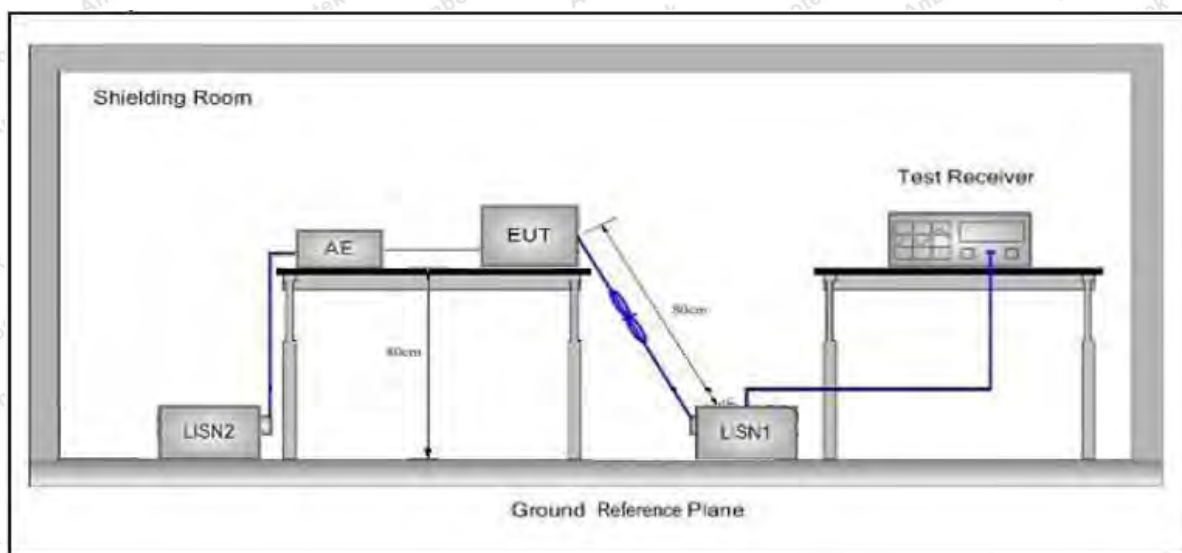 Shielding Room
Test Receiver
AE
EUT
80cm
80cm
LISN2
LISN1
Ground Reference Plane